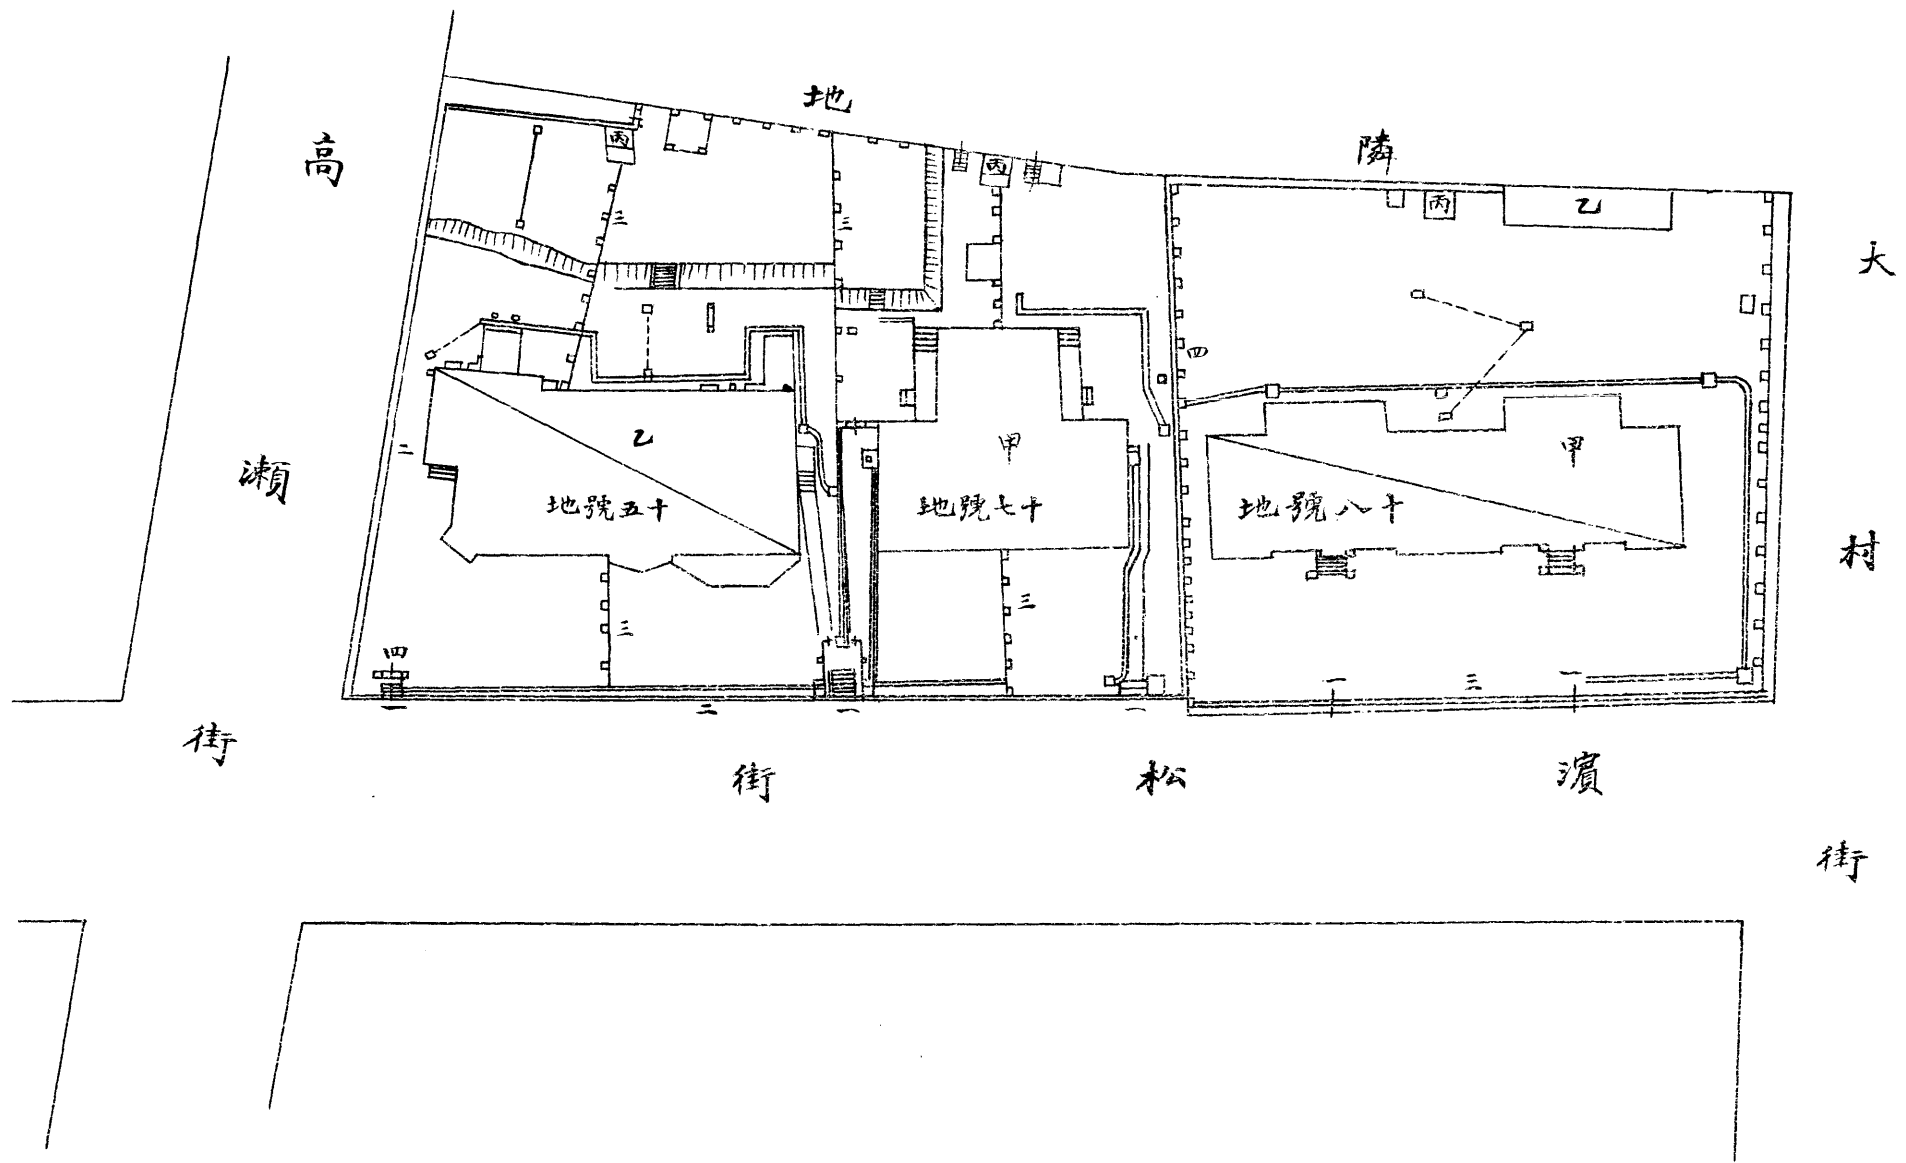 隣地
大村街
濱松街
高瀬街
乙
丙
四
甲
十八號地
一
三
一
丙
三
甲
十七號地
三
一
一
丙
三
乙
十五號地
二
三
四
二
一